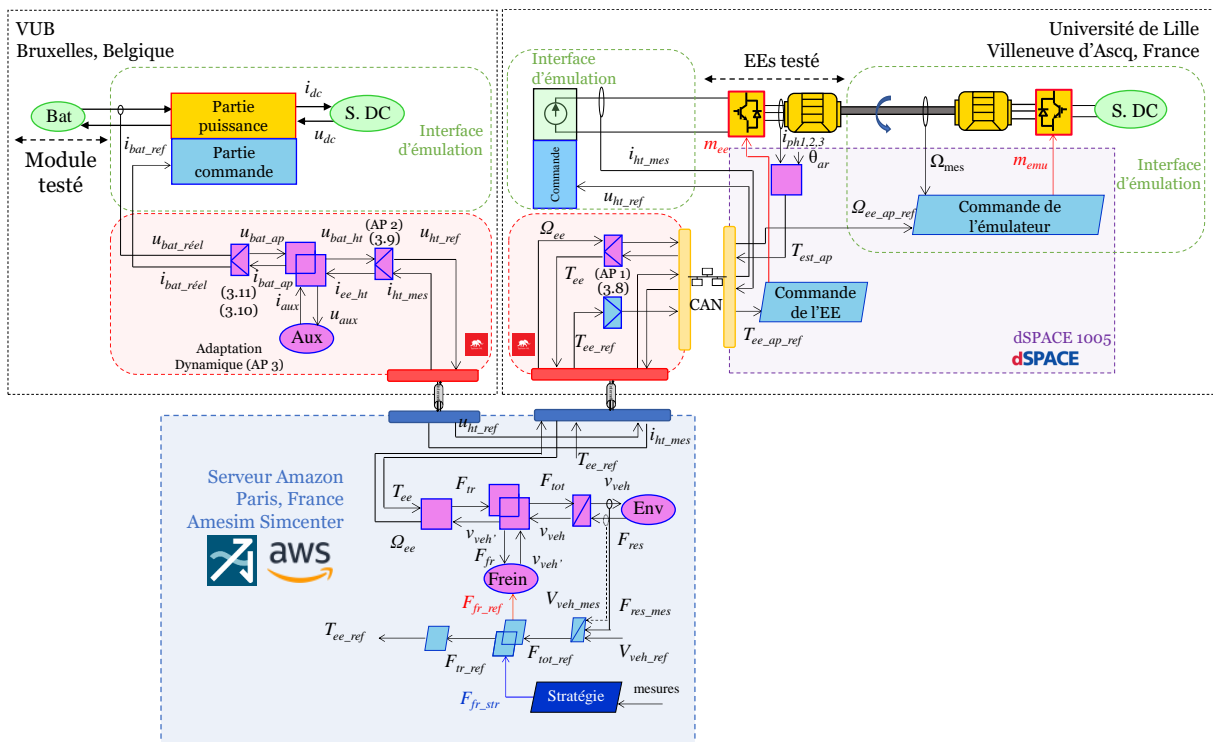 VUB
Bruxelles, Belgique
Bat
Module
testé
i_bat_ref
Partie
puissance
Partie
commande
i_dc
u_dc
S. DC
Interface
d'émulation
u_bat_réel
i_bat_réel
(3.11)
(3.10)
u_bat_ap
i_bat_ap
i_aux
u_aux
Aux
u_bat_ht
i_ee_ht
(AP 2)
(3.9)
u_ht_ref
i_ht_mes
Adaptation
Dynamique (AP 3)
Université de Lille
Villeneuve d'Ascq, France
Interface
d'émulation
Commande
EEs testé
i_ph1,2,3
θ_ar
m_ee
i_ht_mes
u_ht_ref
Ω_mes
m_emu
S. DC
Interface
d'émulation
Ω_ee_ap_ref
Commande de
l'émulateur
T_est_ap
Commande
de l'EE
T_ee_ap_ref
dSPACE 1005
dSPACE
Ω_ee
T_ee
(AP 1)
(3.8)
T_ee_ref
CAN
u_ht_ref
i_ht_mes
T_ee_ref
Serveur Amazon
Paris, France
Amesim Simcenter
aws
T_ee
Ω_ee
F_tr
v_veh'
F_tot
v_veh
v_veh
Env
F_res
F_fr
v_veh'
Frein
F_fr_ref
V_veh_mes
F_res_mes
T_ee_ref
F_tr_ref
F_tot_ref
V_veh_ref
F_fr_str
Stratégie
mesures